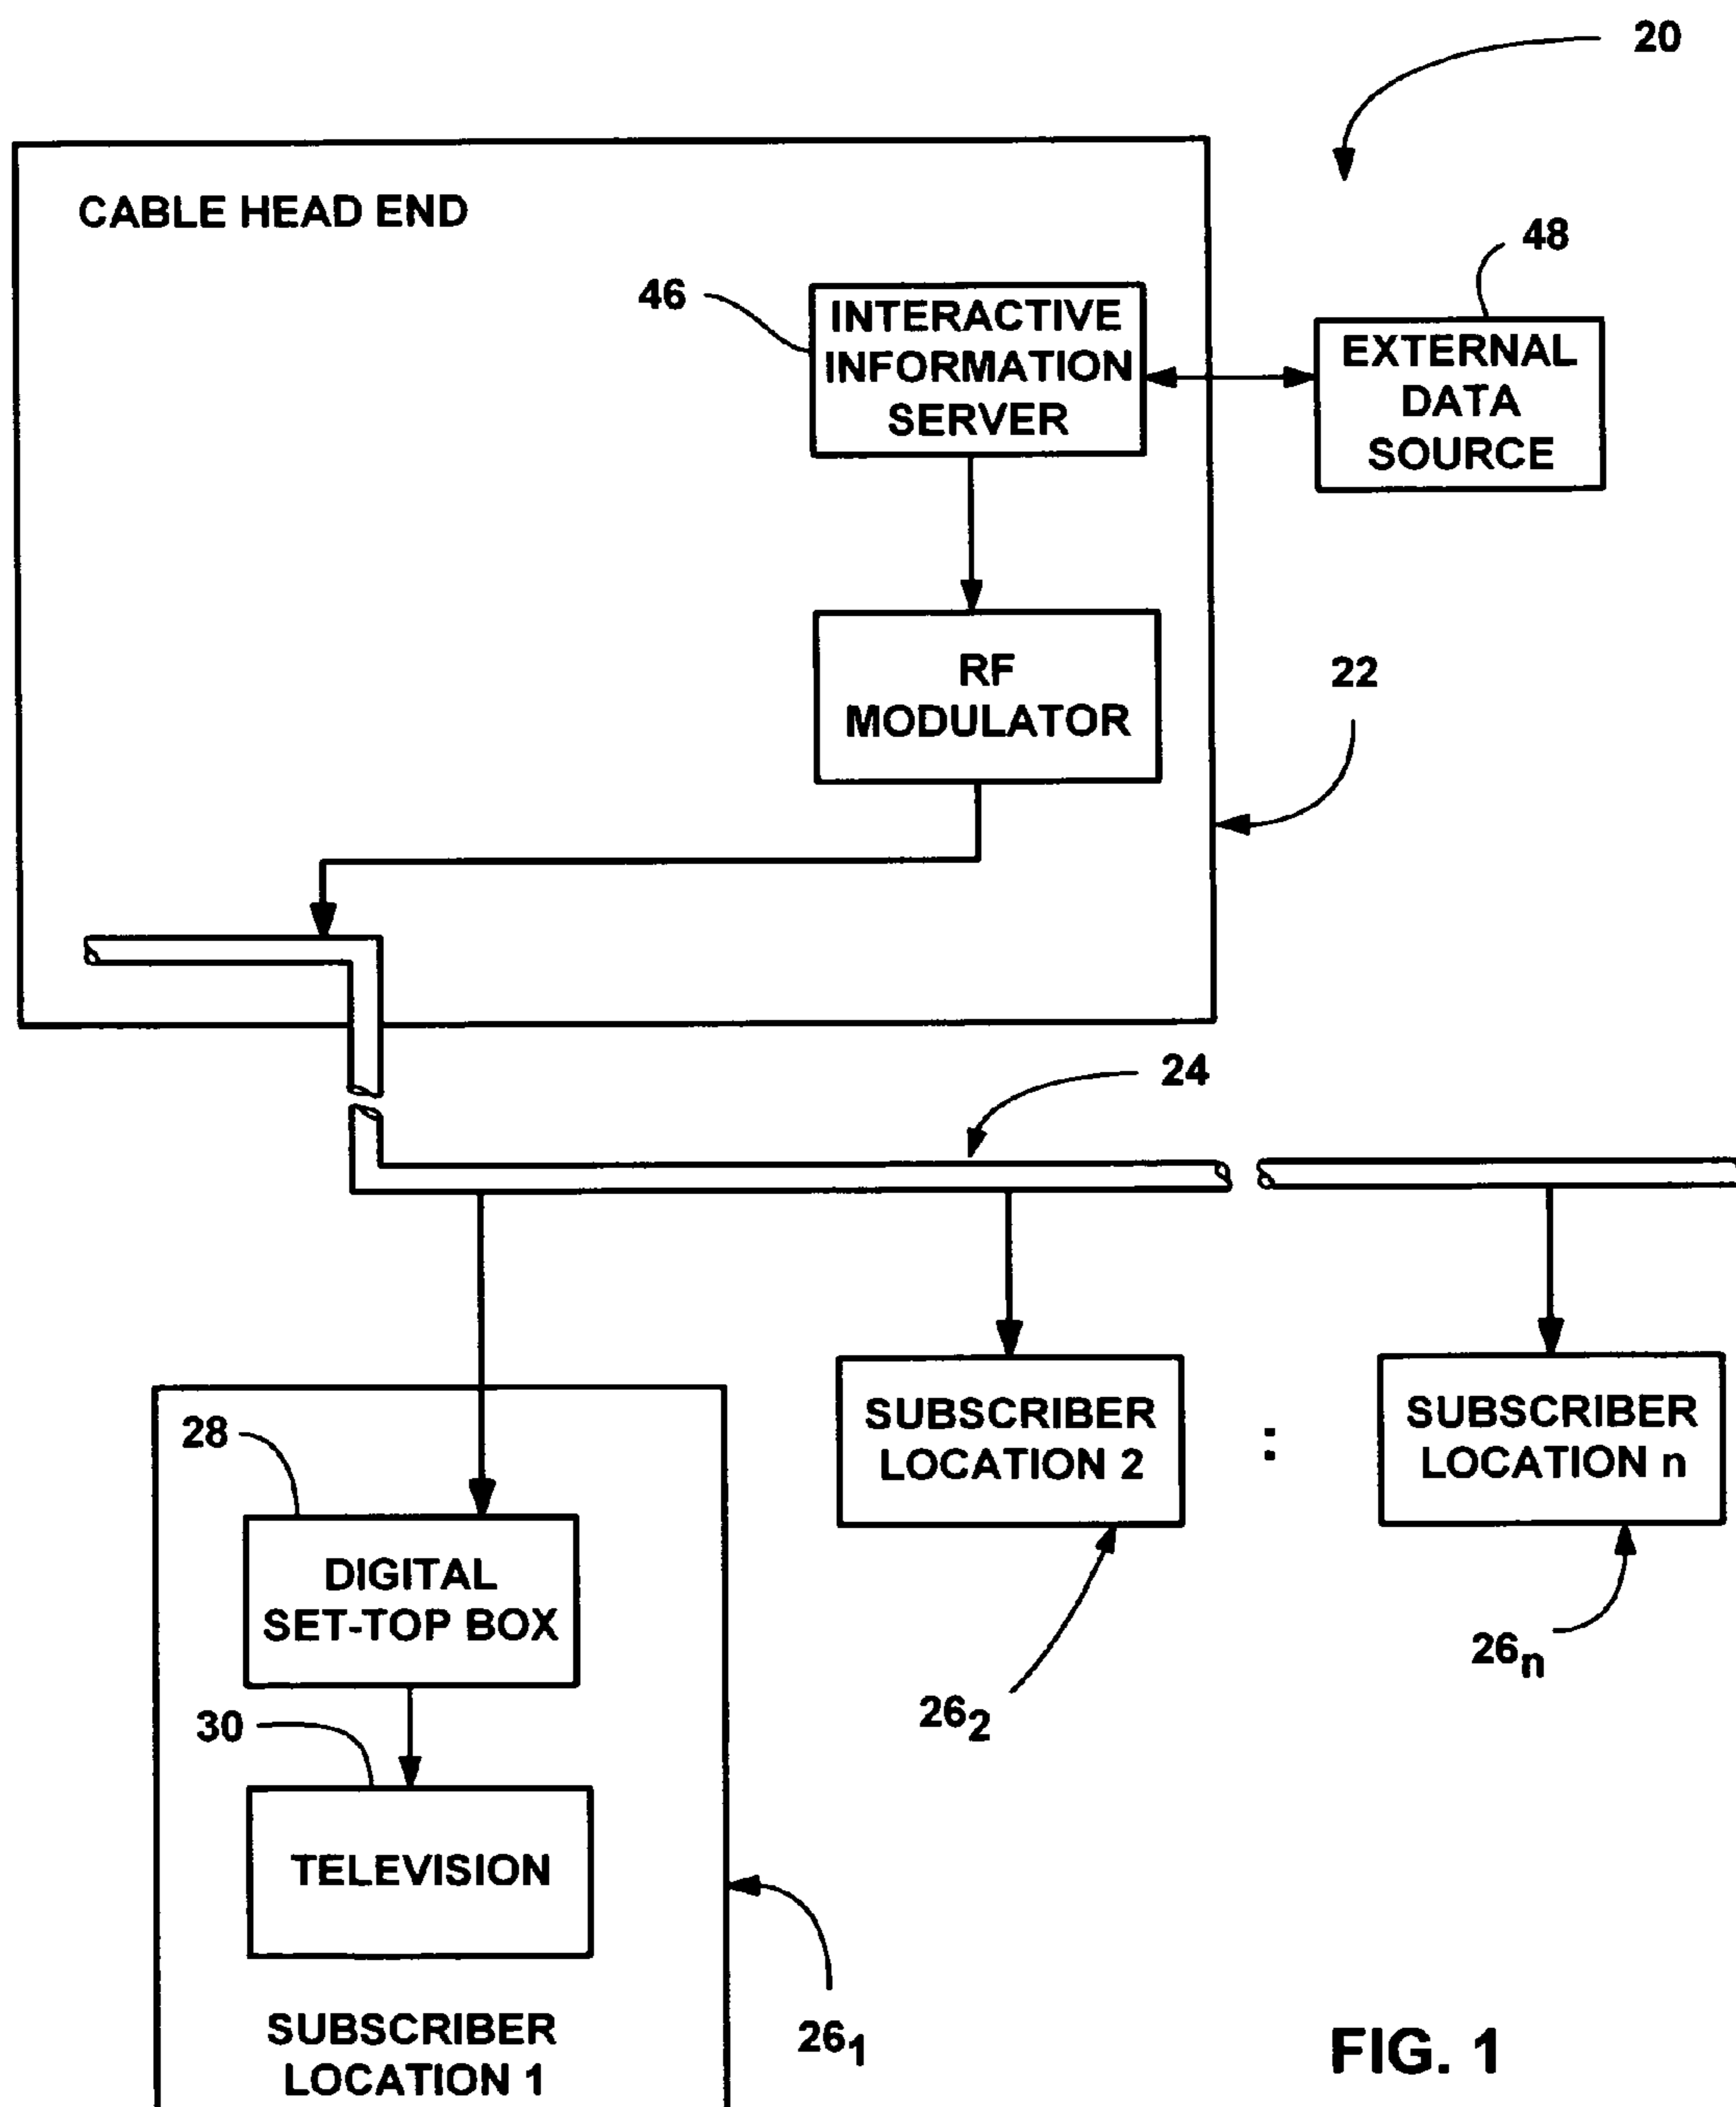 20
CABLE HEAD END
48
46
INTERACTIVE
INFORMATION
SERVER
EXTERNAL
DATA
SOURCE
RF
MODULATOR
22
24
28
DIGITAL
SET-TOP BOX
30
TELEVISION
SUBSCRIBER
LOCATION 1
26₁
SUBSCRIBER
LOCATION 2
26₂
:
SUBSCRIBER
LOCATION n
26ₙ
FIG. 1